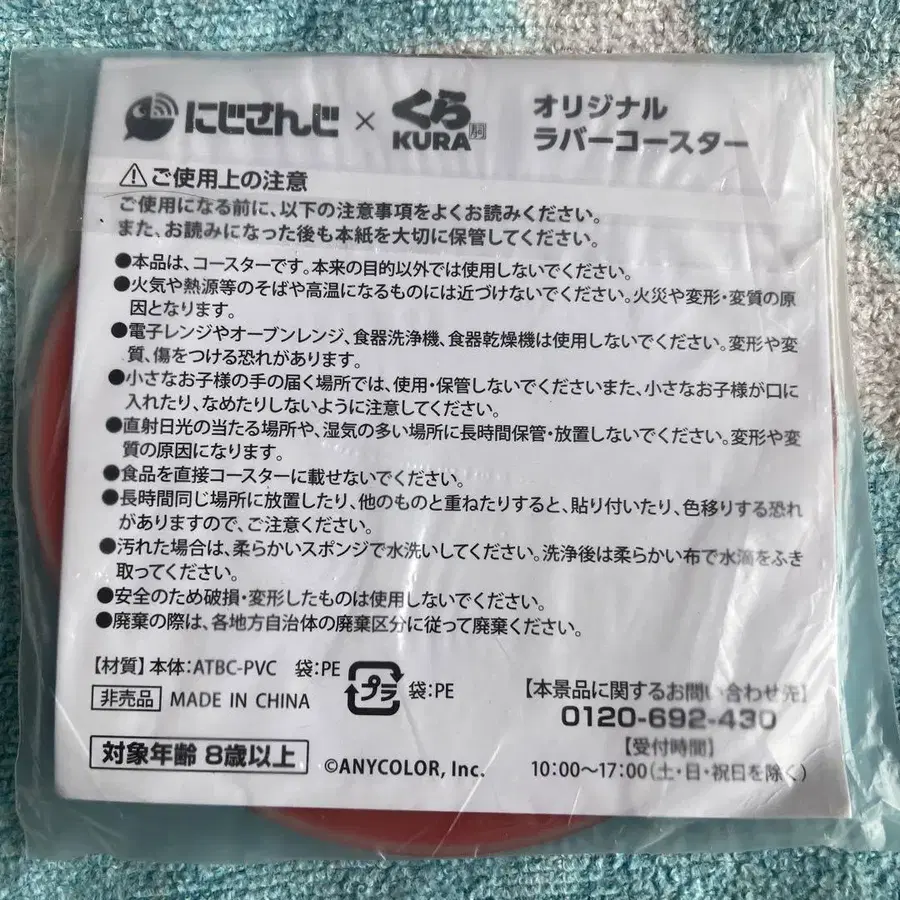 にじさんじ × くら KURA オリジナル
ラバーコースター
⚠ご使用上の注意
ご使用になる前に、以下の注意事項をよくお読みください。
また、お読みになった後も本紙を大切に保管してください。
●本品は、コースターです。本来の目的以外では使用しないでください。
●火気や熱源等のそばや高温になるものには近づけないでください。火災や変形・変質の原
因となります。
●電子レンジやオーブンレンジ、食器洗浄機、食器乾燥機は使用しないでください。変形や変
質、傷をつける恐れがあります。
●小さなお子様の手の届く場所では、使用・保管しないでくださいまた、小さなお子様が口に
入れたり、なめたりしないように注意してください。
●直射日光の当たる場所や、湿気の多い場所に長時間保管・放置しないでください。変形や変
質の原因になります。
●食品を直接コースターに載せないでください。
●長時間同じ場所に放置したり、他のものと重ねたりすると、貼り付いたり、色移りする恐れ
がありますので、ご注意ください。
●汚れた場合は、柔らかいスポンジで水洗いしてください。洗浄後は柔らかい布で水滴をふき
取ってください。
●安全のため破損・変形したものは使用しないでください。
●廃棄の際は、各地方自治体の廃棄区分に従って廃棄ください。
【材質】本体:ATBC-PVC 袋:PE
非売品 MADE IN CHINA
プラ 袋:PE
対象年齢 8歳以上
©ANYCOLOR, Inc.
【本景品に関するお問い合わせ先】
0120-692-430
【受付時間】
10:00〜17:00(土・日・祝日を除く)